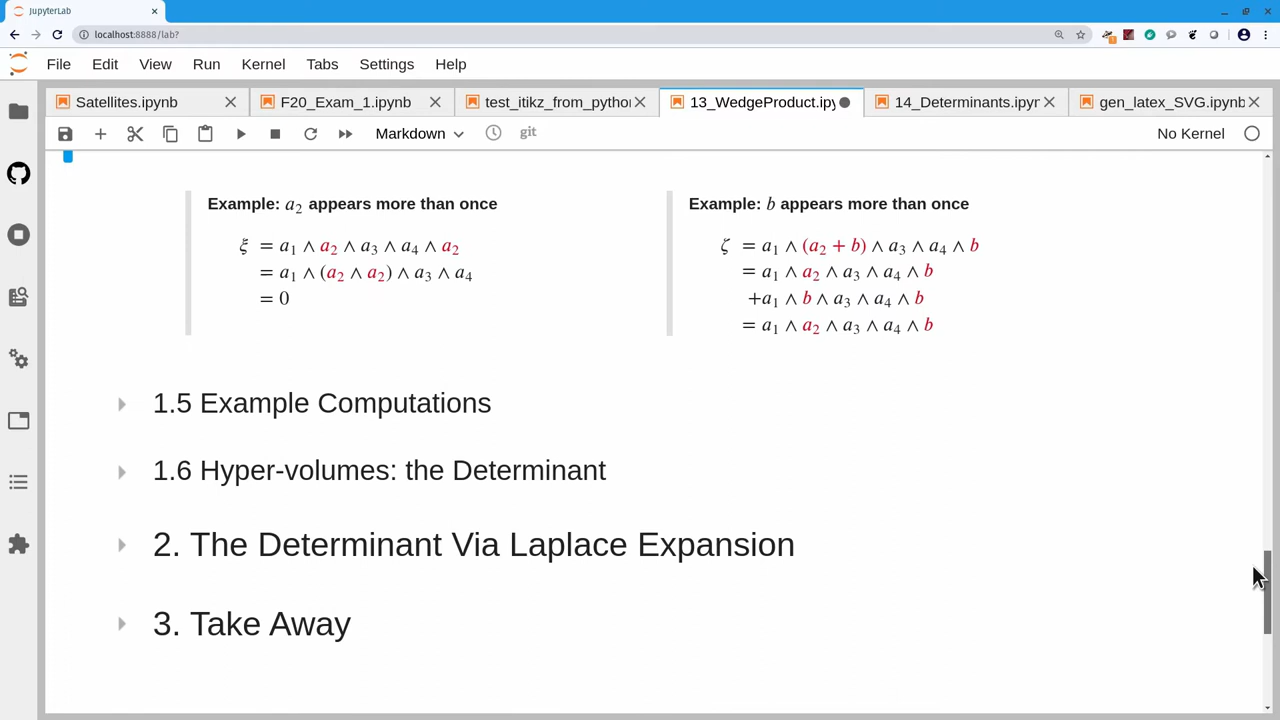 JupyterLab
localhost:8888/lab?
File Edit View Run Kernel Tabs Settings Help
Satellites.ipynb F20_Exam_1.ipynb test_itikz_from_pytho 13_WedgeProduct.ipy 14_Determinants.ipyn gen_latex_SVG.ipynb
Markdown git No Kernel
Example: a₂ appears more than once
ξ = a₁ ∧ a₂ ∧ a₃ ∧ a₄ ∧ a₂
= a₁ ∧ (a₂ ∧ a₂) ∧ a₃ ∧ a₄
= 0
Example: b appears more than once
ζ = a₁ ∧ (a₂ + b) ∧ a₃ ∧ a₄ ∧ b
= a₁ ∧ a₂ ∧ a₃ ∧ a₄ ∧ b
+a₁ ∧ b ∧ a₃ ∧ a₄ ∧ b
= a₁ ∧ a₂ ∧ a₃ ∧ a₄ ∧ b
1.5 Example Computations
1.6 Hyper-volumes: the Determinant
2. The Determinant Via Laplace Expansion
3. Take Away